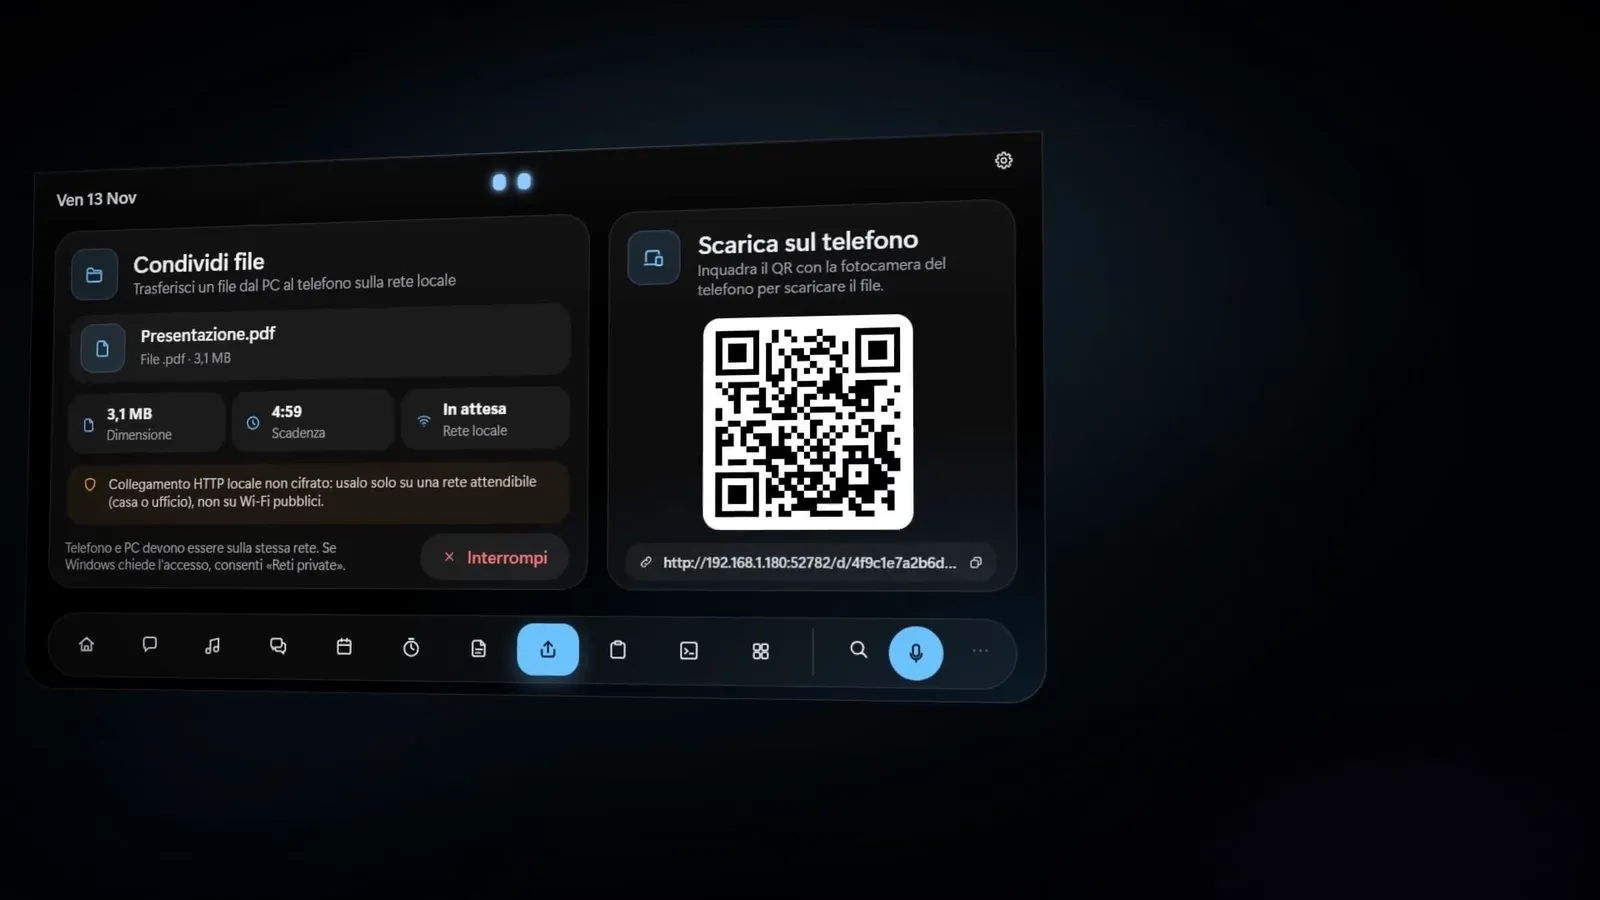 Ven 13 Nov
Condividi file
Trasferisci un file dal PC al telefono sulla rete locale
Presentazione.pdf
File .pdf · 3,1 MB
3,1 MB
Dimensione
4:59
Scadenza
In attesa
Rete locale
Collegamento HTTP locale non cifrato: usalo solo su una rete attendibile
(casa o ufficio), non su Wi-Fi pubblici.
Telefono e PC devono essere sulla stessa rete. Se
Windows chiede l'accesso, consenti «Reti private».
Interrompi
Scarica sul telefono
Inquadra il QR con la fotocamera del
telefono per scaricare il file.
http://192.168.1.180:52782/d/4f9c1e7a2b6d...